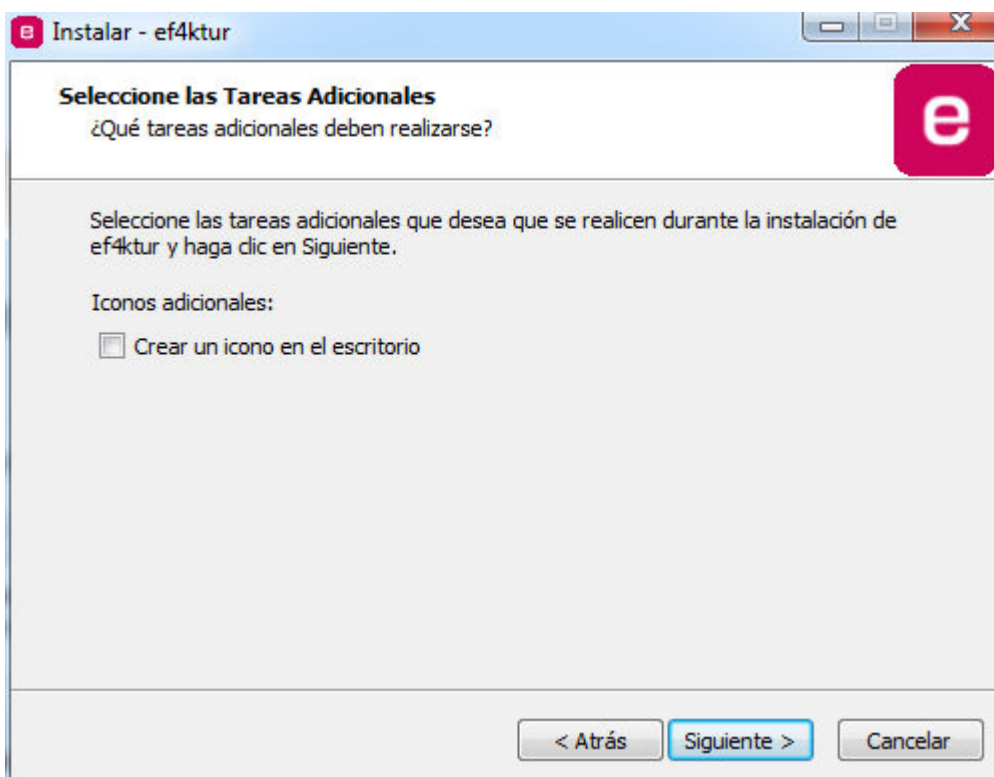 e Instalar - ef4ktur
Seleccione las Tareas Adicionales
¿Qué tareas adicionales deben realizarse?
e
Seleccione las tareas adicionales que desea que se realicen durante la instalación de
ef4ktur y haga clic en Siguiente.
Iconos adicionales:
Crear un icono en el escritorio
< Atrás Siguiente > Cancelar